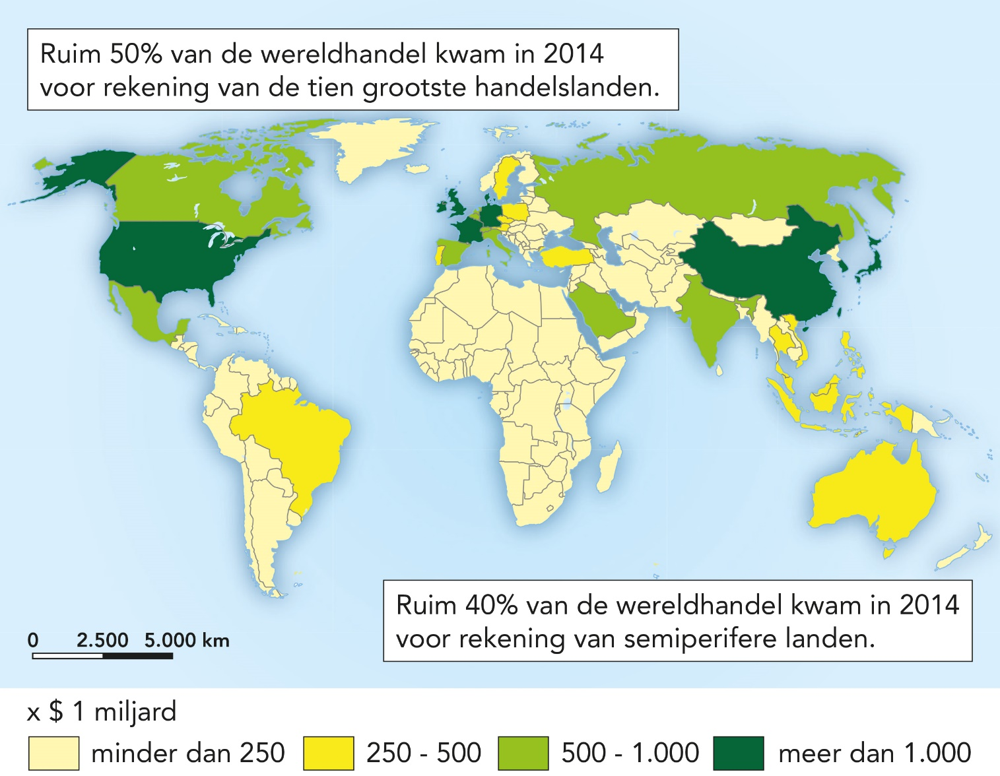 Ruim 50% van de wereldhandel kwam in 2014
voor rekening van de tien grootste handelslanden.
Ruim 40% van de wereldhandel kwam in 2014
voor rekening van semiperifere landen.
0 2.500 5.000 km
x $ 1 miljard
minder dan 250 250 - 500 500 - 1.000 meer dan 1.000